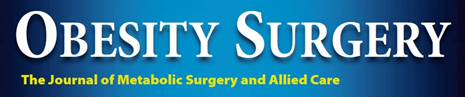 OBESITY SURGERY
The Journal of Metabolic Surgery and Allied Care